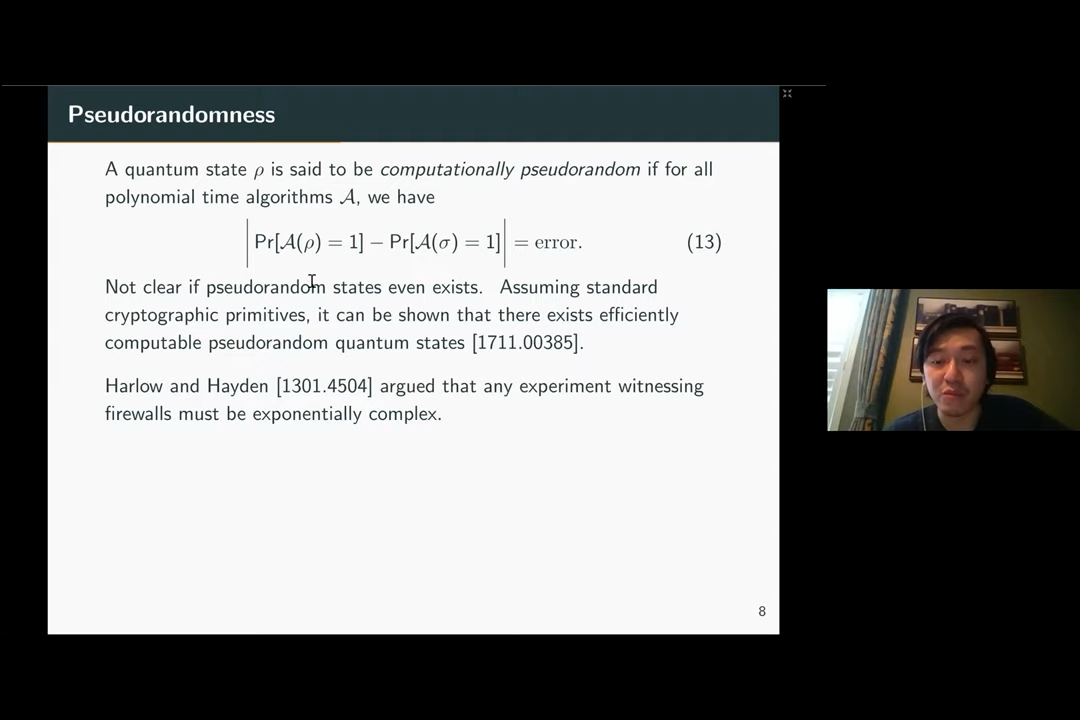 Pseudorandomness
A quantum state ρ is said to be computationally pseudorandom if for all
polynomial time algorithms 𝒜, we have
|Pr[𝒜(ρ) = 1] − Pr[𝒜(σ) = 1]| = error. (13)
Not clear if pseudorandom states even exists. Assuming standard
cryptographic primitives, it can be shown that there exists efficiently
computable pseudorandom quantum states [1711.00385].
Harlow and Hayden [1301.4504] argued that any experiment witnessing
firewalls must be exponentially complex.
8